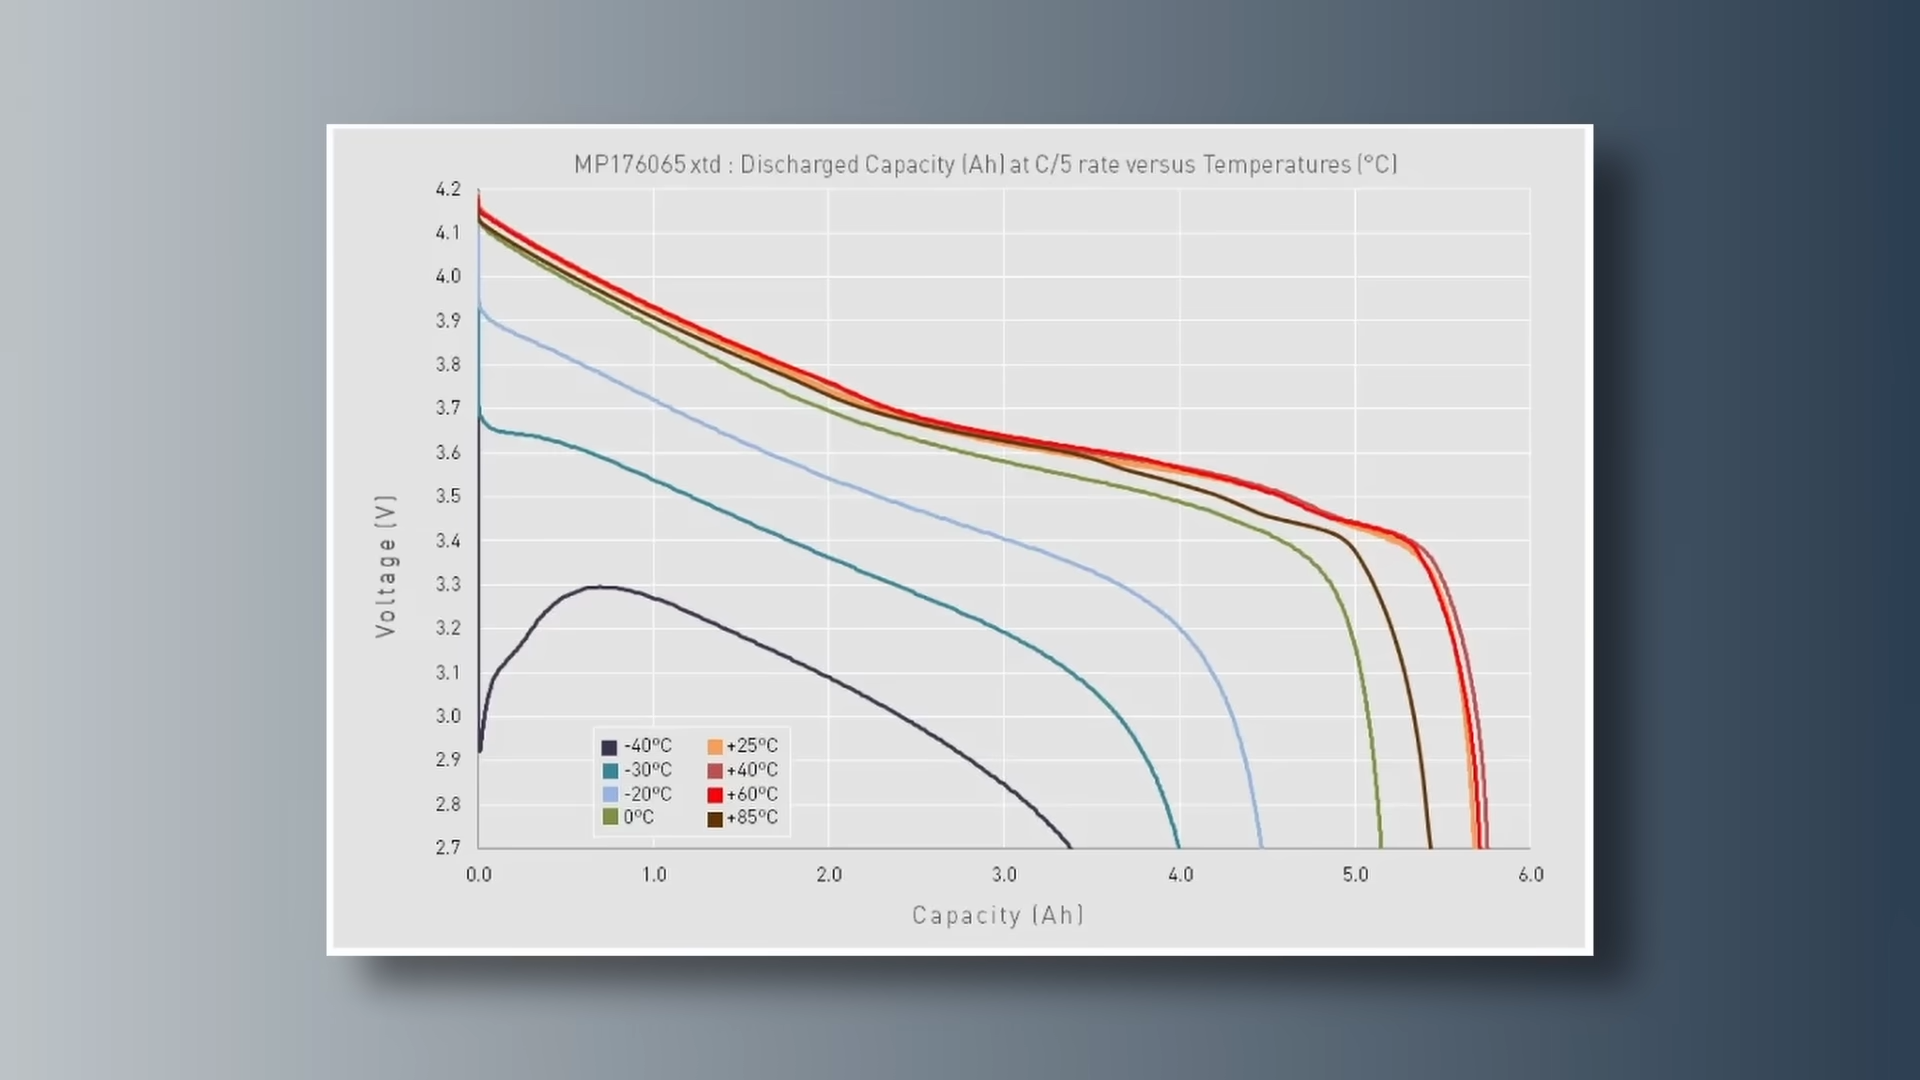 MP176065 xtd : Discharged Capacity (Ah) at C/5 rate versus Temperatures (°C)
4.2
4.1
4.0
3.9
3.8
3.7
3.6
3.5
3.4
3.3
3.2
3.1
3.0
2.9
2.8
2.7
Voltage (V)
-40°C
+25°C
-30°C
+40°C
-20°C
+60°C
0°C
+85°C
0.0 1.0 2.0 3.0 4.0 5.0 6.0
Capacity (Ah)